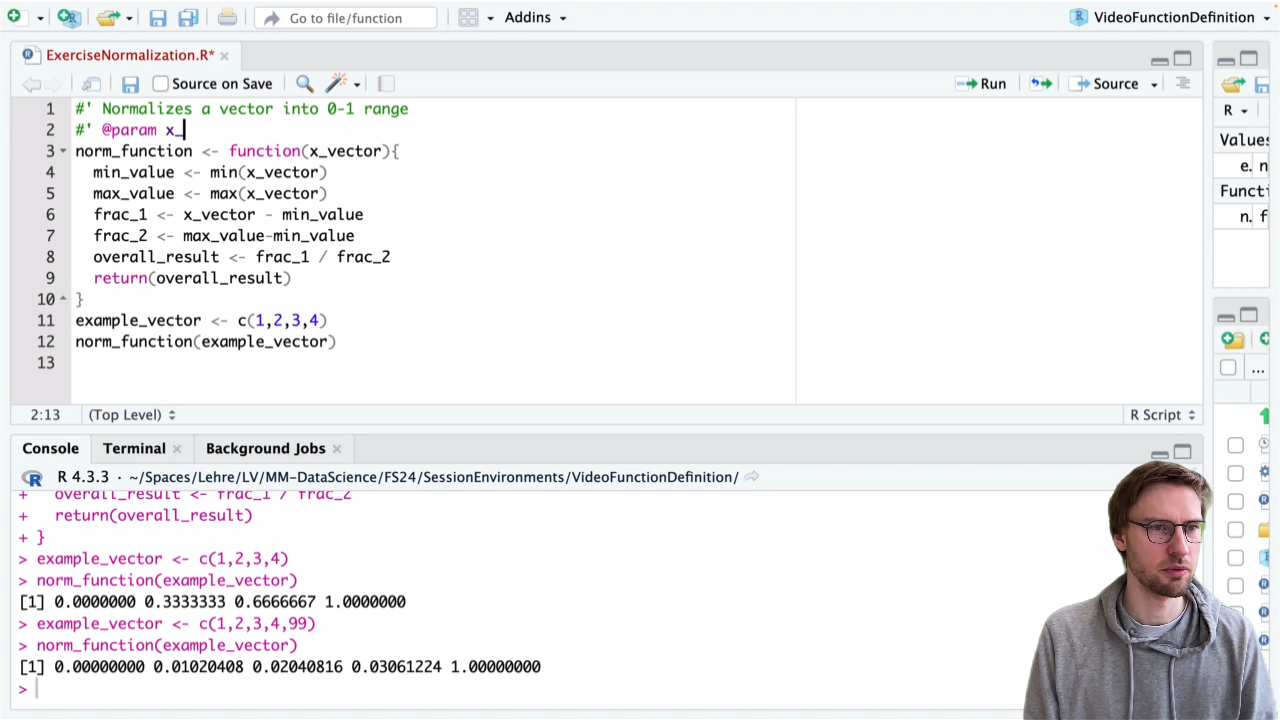 Go to file/function
Addins
VideoFunctionDefinition
ExerciseNormalization.R*
Source on Save
Run
Source
1 #' Normalizes a vector into 0-1 range
2 #' @param x_
3 norm_function <- function(x_vector){
4 min_value <- min(x_vector)
5 max_value <- max(x_vector)
6 frac_1 <- x_vector - min_value
7 frac_2 <- max_value-min_value
8 overall_result <- frac_1 / frac_2
9 return(overall_result)
10 }
11 example_vector <- c(1,2,3,4)
12 norm_function(example_vector)
13
2:13 (Top Level) R Script
R
Values
e. n
Functi
n. f
...
Console Terminal Background Jobs
R 4.3.3 · ~/Spaces/Lehre/LV/MM-DataScience/FS24/SessionEnvironments/VideoFunctionDefinition/
+ overall_result <- frac_1 / frac_2
+ return(overall_result)
+ }
> example_vector <- c(1,2,3,4)
> norm_function(example_vector)
[1] 0.0000000 0.3333333 0.6666667 1.0000000
> example_vector <- c(1,2,3,4,99)
> norm_function(example_vector)
[1] 0.00000000 0.01020408 0.02040816 0.03061224 1.00000000
>